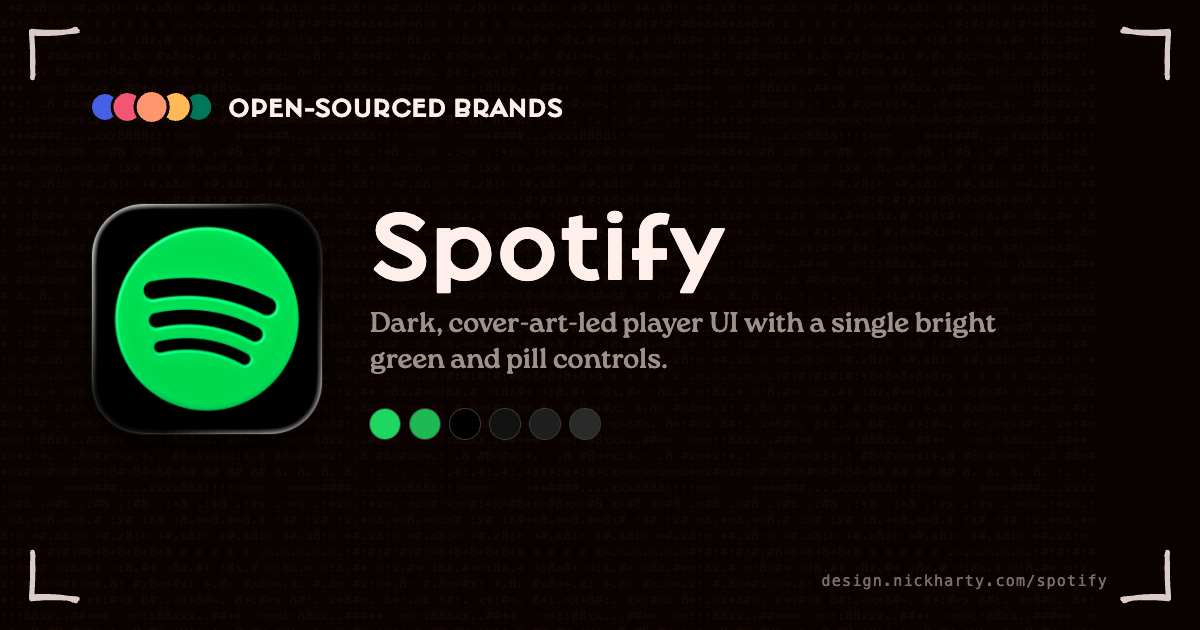 OPEN-SOURCED BRANDS
Spotify
Dark, cover-art-led player UI with a single bright
green and pill controls.
design.nickharty.com/spotify